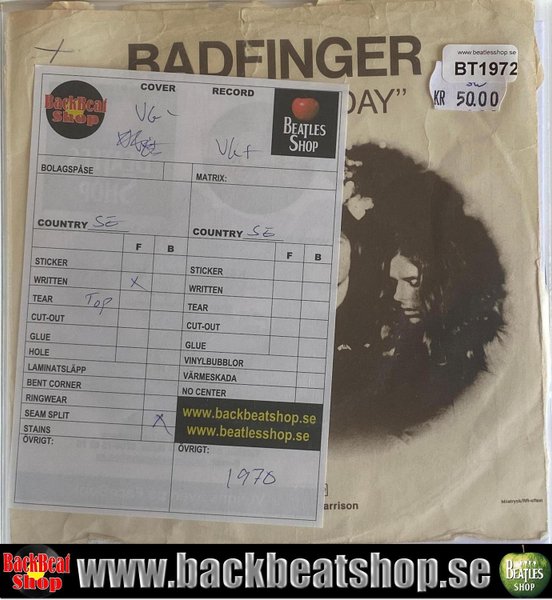 BADFINGER
DAY"
www.beatlesshop.se
BT1972
KR 50.00
COVER RECORD
BackBeat
Shop
BEATLES
SHOP
VG-
VG+
BOLAGSPÅSE
MATRIX:
COUNTRY SE
COUNTRY SE
F B
F B
STICKER
WRITTEN X
TEAR TOP
CUT-OUT
GLUE
HOLE
LAMINATSLÄPP
BENT CORNER
RINGWEAR
SEAM SPLIT
STAINS X
ÖVRIGT:
STICKER
WRITTEN
TEAR
CUT-OUT
GLUE
VINYLBUBBLOR
VÄRMESKADA
NO CENTER
www.backbeatshop.se
www.beatlesshop.se
ÖVRIGT:
1970
arrison
BackBeat
Shop
www.backbeatshop.se
BEATLES
SHOP